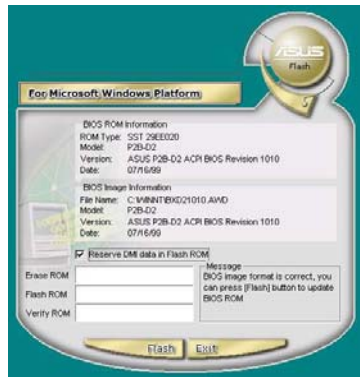 ASUS
Flash
For Microsoft Windows Platform
BIOS ROM Information
ROM Type: SST 29EE020
Model: P2B-D2
Version: ASUS P2B-D2 ACPI BIOS Revision 1010
Date: 07/16/99
BIOS Image Information
File Name: C:\WINNT\BXD21010.AWD
Model: P2B-D2
Version: ASUS P2B-D2 ACPI BIOS Revision 1010
Date: 07/16/99
Reserve DMI data in Flash ROM
Message
BIOS image format is correct, you
can press [Flash] button to update
BIOS ROM
Erase ROM
Flash ROM
Verify ROM
Flash Exit